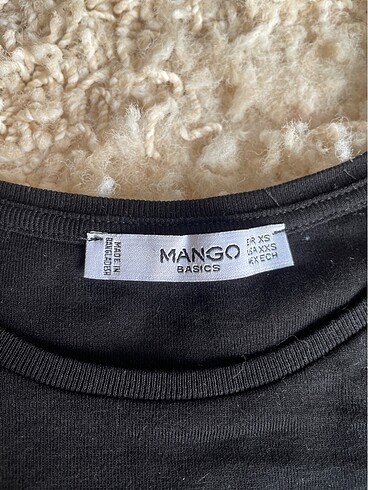 MADE IN
BANGLADESH
MANGO
BASICS
EUR XS
USA XXS
MEX ECH